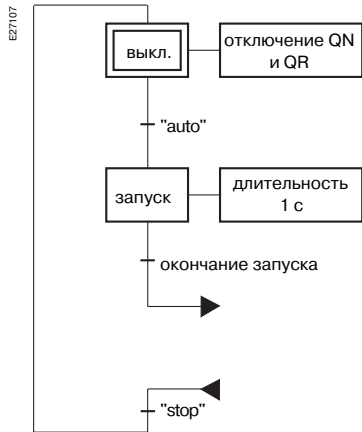 E27107
выкл.
отключение QN
и QR
"auto"
запуск
длительность
1 с
окончание запуска
"stop"